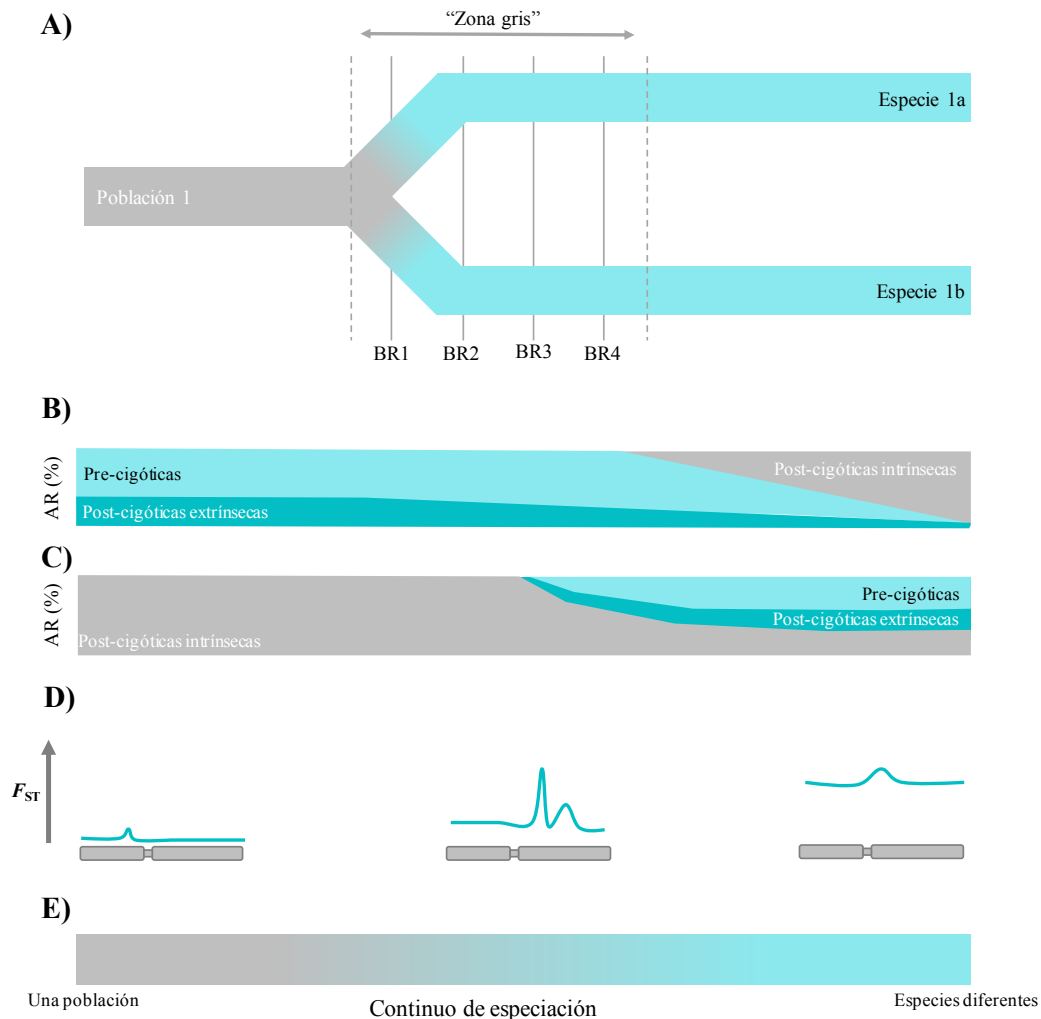 A)
“Zona gris”
Especie 1a
Población 1
Especie 1b
BR1 BR2 BR3 BR4
B)
AR (%)
Pre-cigóticas
Post-cigóticas intrínsecas
Post-cigóticas extrínsecas
C)
AR (%)
Pre-cigóticas
Post-cigóticas extrínsecas
Post-cigóticas intrínsecas
D)
FST
E)
Una población
Continuo de especiación
Especies diferentes